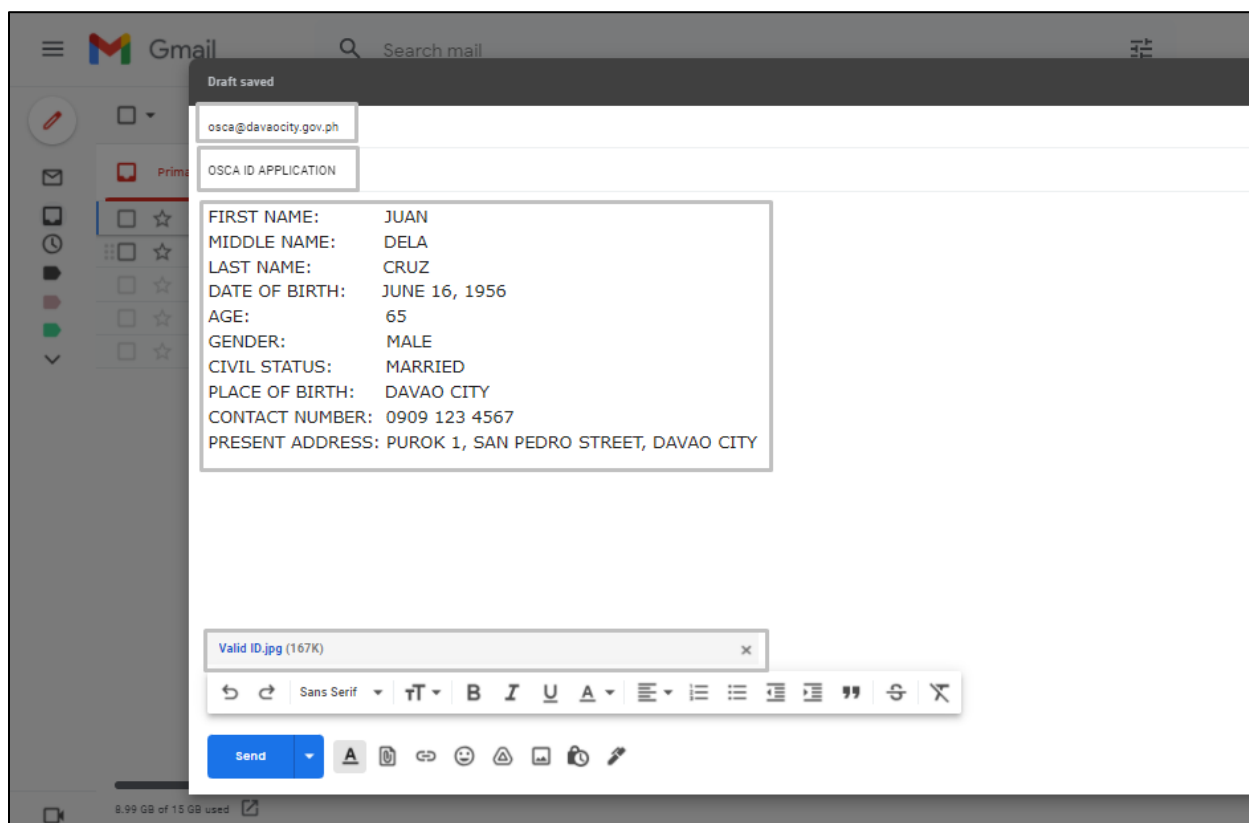 Gmail
Search mail
Draft saved
osca@davaocity.gov.ph
Prima
OSCA ID APPLICATION
FIRST NAME: JUAN
MIDDLE NAME: DELA
LAST NAME: CRUZ
DATE OF BIRTH: JUNE 16, 1956
AGE: 65
GENDER: MALE
CIVIL STATUS: MARRIED
PLACE OF BIRTH: DAVAO CITY
CONTACT NUMBER: 0909 123 4567
PRESENT ADDRESS: PUROK 1, SAN PEDRO STREET, DAVAO CITY
Valid ID.jpg (167K)
Sans Serif
Send
8.99 GB of 15 GB used